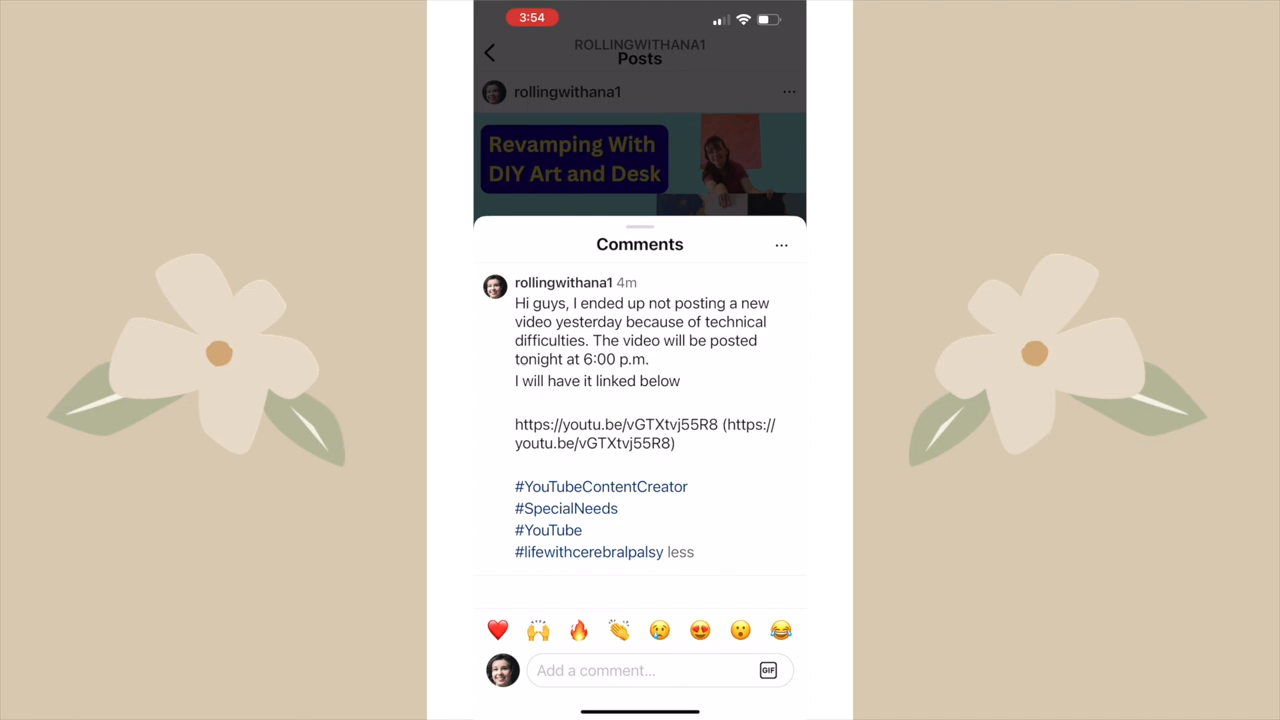 3:54
ROLLINGWITHANA1
Posts
rollingwithana1
Revamping With
DIY Art and Desk
Comments
rollingwithana1 4m
Hi guys, I ended up not posting a new
video yesterday because of technical
difficulties. The video will be posted
tonight at 6:00 p.m.
I will have it linked below
https://youtu.be/vGTXtvj55R8 (https://
youtu.be/vGTXtvj55R8)
#YouTubeContentCreator
#SpecialNeeds
#YouTube
#lifewithcerebralpalsy less
Add a comment...
GIF